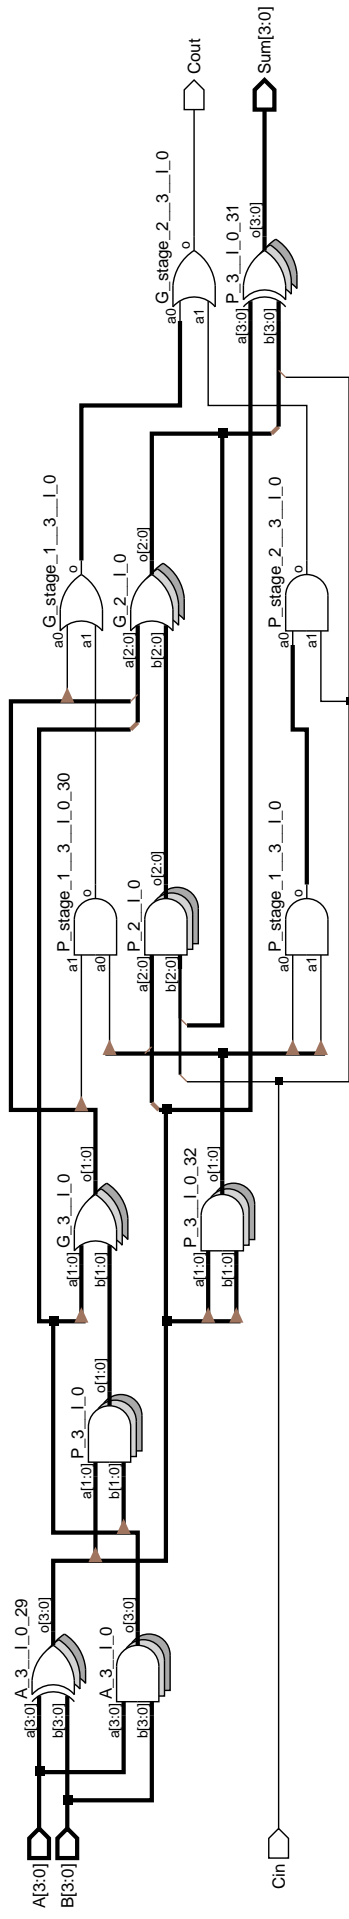 A[3:0]
B[3:0]
Cin
A_3__I_0_29
a[3:0]
b[3:0]
o[3:0]
A_3__I_0
a[3:0]
b[3:0]
o[3:0]
P_3__I_0
a[1:0]
b[1:0]
o[1:0]
G_3__I_0
a[1:0]
b[1:0]
o[1:0]
P_3__I_0_32
a[1:0]
b[1:0]
o[1:0]
P_stage_1__3__I_0_30
a1
a0
o
P_2__I_0
a[2:0]
b[2:0]
o[2:0]
P_stage_1__3__I_0
a0
a1
o
G_stage_1__3__I_0
a0
a1
o
G_2__I_0
a[2:0]
b[2:0]
o[2:0]
P_stage_2__3__I_0
a0
a1
o
G_stage_2__3__I_0
a0
a1
o
P_3__I_0_31
a[3:0]
b[3:0]
o[3:0]
Cout
Sum[3:0]